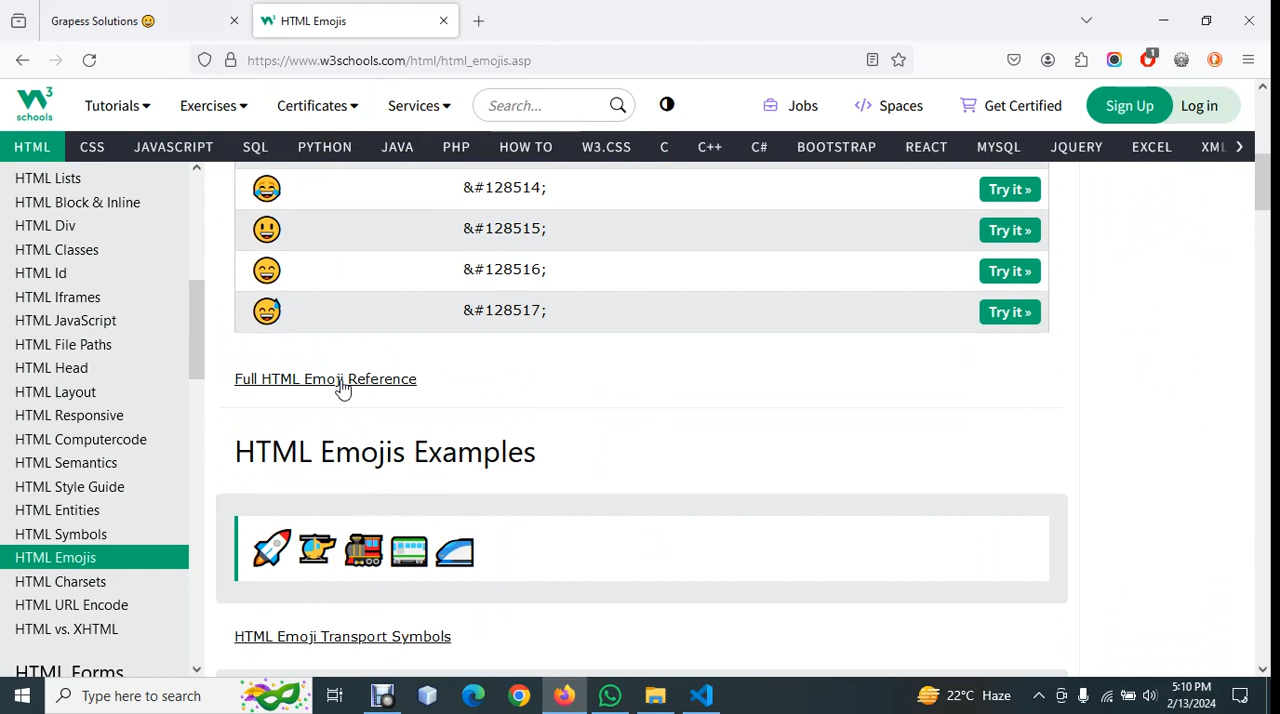 Grapess Solutions 😀
HTML Emojis
https://www.w3schools.com/html/html_emojis.asp
1
W3
schools
Tutorials
Exercises
Certificates
Services
Search...
Jobs
Spaces
Get Certified
Sign Up
Log in
HTML
CSS
JAVASCRIPT
SQL
PYTHON
JAVA
PHP
HOW TO
W3.CSS
C
C++
C#
BOOTSTRAP
REACT
MYSQL
JQUERY
EXCEL
XML
HTML Lists
HTML Block & Inline
HTML Div
HTML Classes
HTML Id
HTML Iframes
HTML JavaScript
HTML File Paths
HTML Head
HTML Layout
HTML Responsive
HTML Computercode
HTML Semantics
HTML Style Guide
HTML Entities
HTML Symbols
HTML Emojis
HTML Charsets
HTML URL Encode
HTML vs. XHTML
HTML Forms
😂 &#128514; Try it »
😃 &#128515; Try it »
😄 &#128516; Try it »
😅 &#128517; Try it »
Full HTML Emoji Reference
HTML Emojis Examples
🚀 🚁 🚂 🚃 🚄
HTML Emoji Transport Symbols
Type here to search
22°C Haze
5:10 PM
2/13/2024